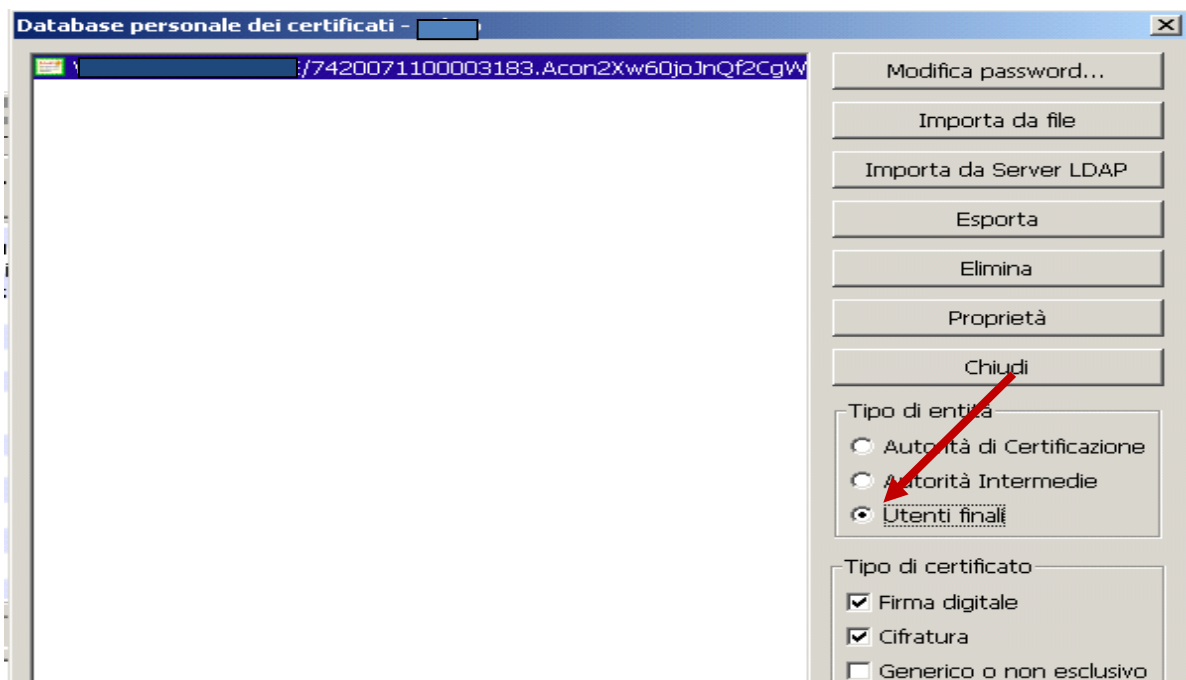 Database personale dei certificati -
/7420071100003183.Acon2Xw60joJnQf2CgW
Modifica password...
Importa da file
Importa da Server LDAP
Esporta
Elimina
Proprietà
Chiudi
Tipo di entità
Autorità di Certificazione
Autorità Intermedie
Utenti finali
Tipo di certificato
Firma digitale
Cifratura
Generico o non esclusivo